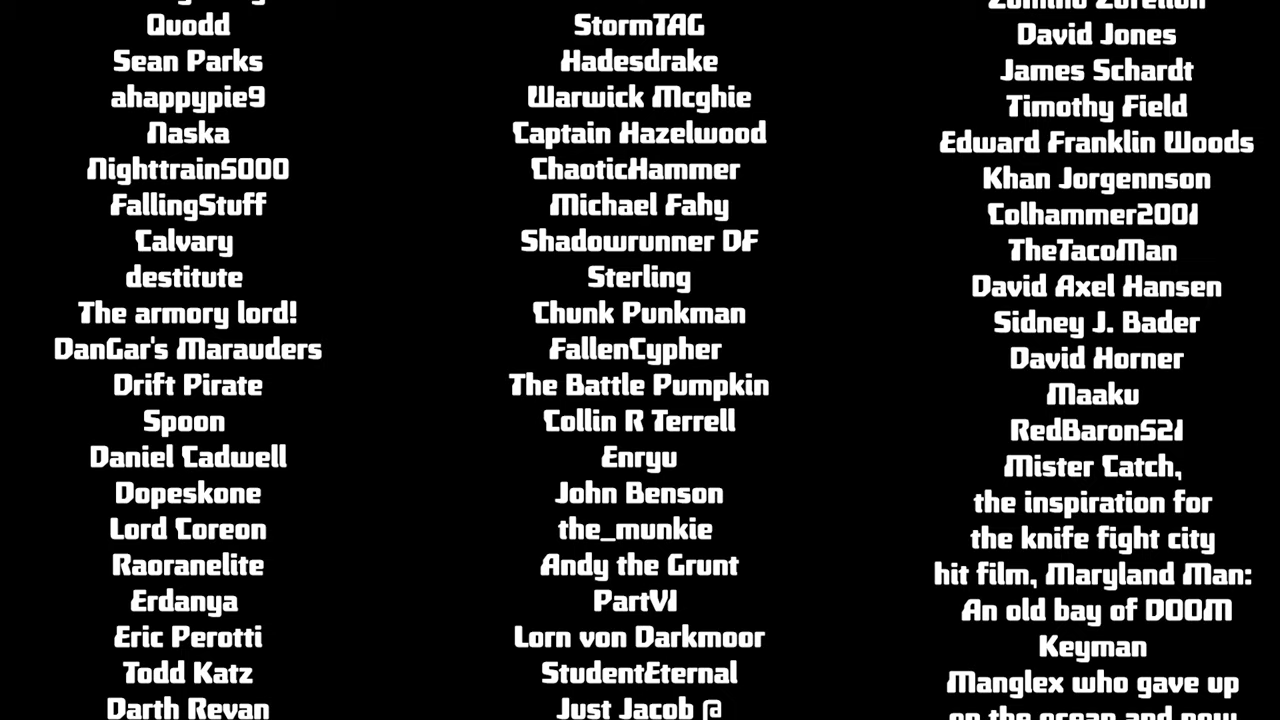 Quodd
Sean Parks
ahappypie9
Naska
Nighttrain5000
FallingStuff
Calvary
destitute
The armory lord!
DanGar's Marauders
Drift Pirate
Spoon
Daniel Cadwell
Dopeskone
Lord Coreon
Raoranelite
Erdanya
Eric Perotti
Todd Katz
Darth Revan
StormTAG
Hadesdrake
Warwick Mcghie
Captain Hazelwood
ChaoticHammer
Michael Fahy
Shadowrunner DF
Sterling
Chunk Punkman
FallenCypher
The Battle Pumpkin
Collin R Terrell
Enryu
John Benson
the_munkie
Andy the Grunt
PartVI
Lorn von Darkmoor
StudentEternal
Just Jacob @
David Jones
James Schardt
Timothy Field
Edward Franklin Woods
Khan Jorgennson
Colhammer2001
TheTacoMan
David Axel Hansen
Sidney J. Bader
David Horner
Maaku
RedBaron521
Mister Catch,
the inspiration for
the knife fight city
hit film, Maryland Man:
An old bay of DOOM
Keyman
Manglex who gave up
on the ocean and now